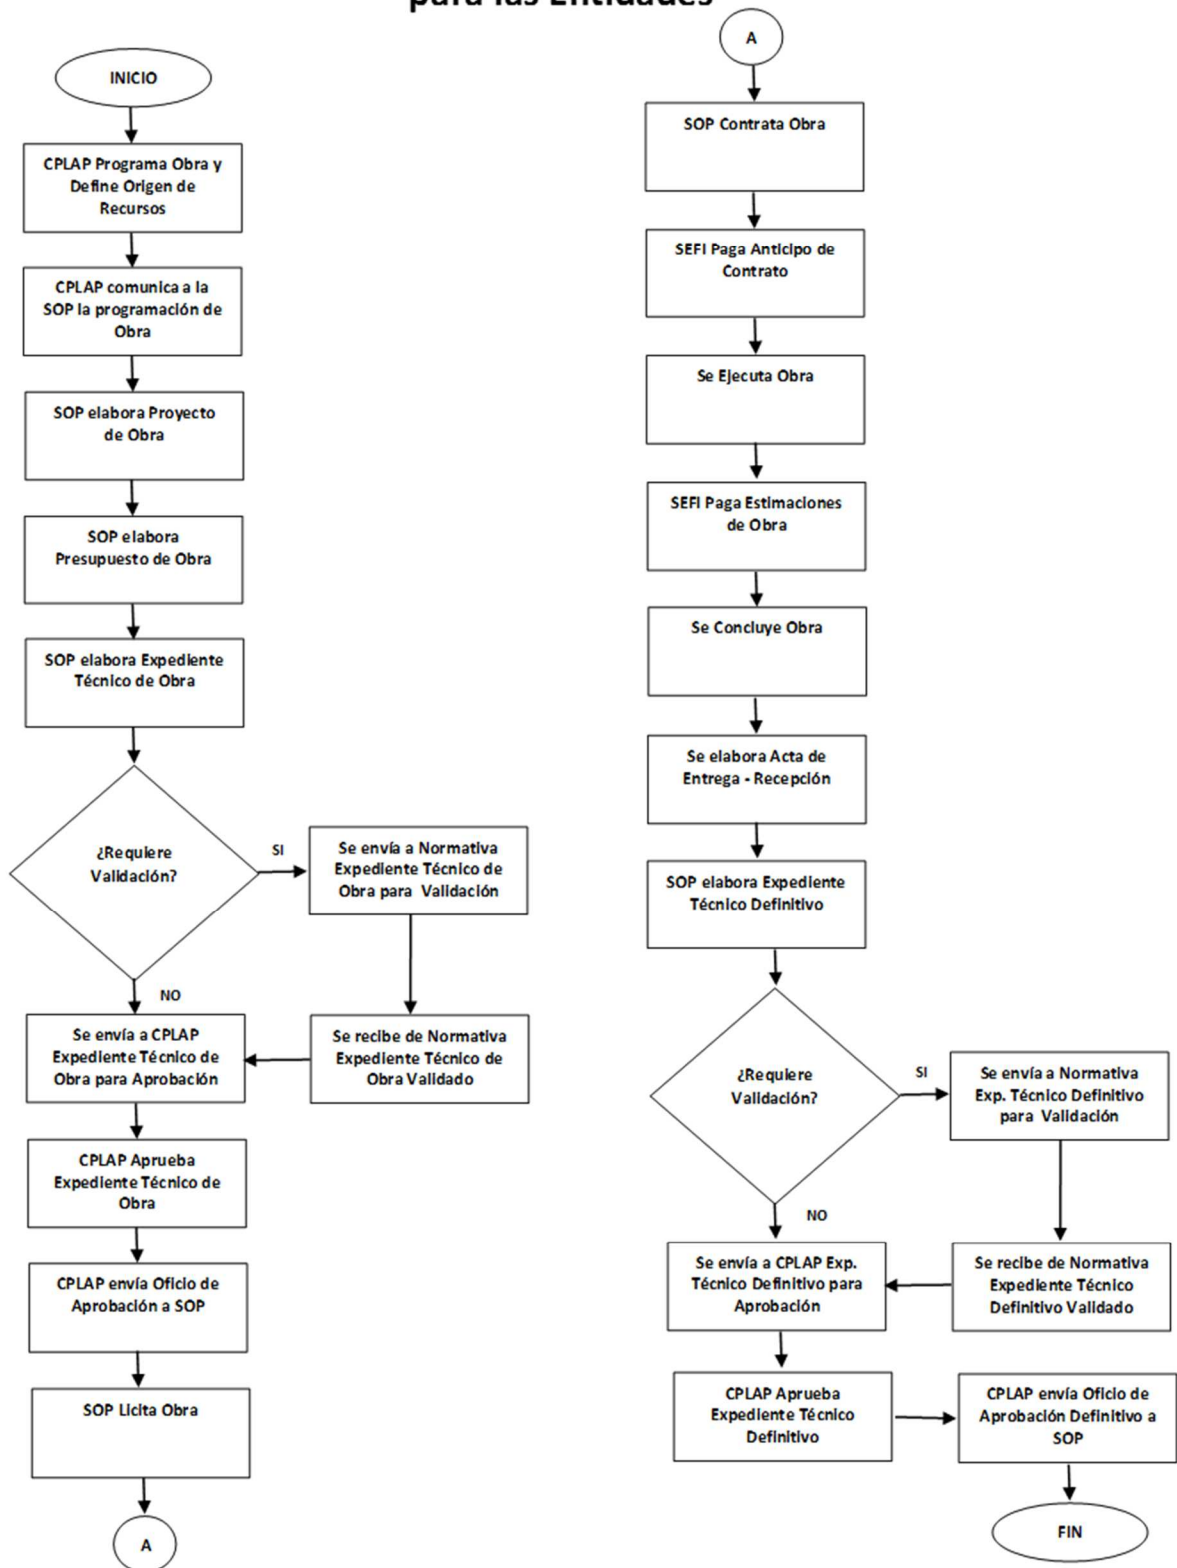 para las Entidades
INICIO
CPLAP Programa Obra y
Define Origen de
Recursos
CPLAP comunica a la
SOP la programación de
Obra
SOP elabora Proyecto
de Obra
SOP elabora
Presupuesto de Obra
SOP elabora Expediente
Técnico de Obra
¿Requiere
Validación?
SI
Se envía a Normativa
Expediente Técnico de
Obra para Validación
NO
Se envía a CPLAP
Expediente Técnico de
Obra para Aprobación
Se recibe de Normativa
Expediente Técnico de
Obra Validado
CPLAP Aprueba
Expediente Técnico de
Obra
CPLAP envía Oficio de
Aprobación a SOP
SOP Licita Obra
A
A
SOP Contrata Obra
SEFI Paga Anticipo de
Contrato
Se Ejecuta Obra
SEFI Paga Estimaciones
de Obra
Se Concluye Obra
Se elabora Acta de
Entrega - Recepción
SOP elabora Expediente
Técnico Definitivo
¿Requiere
Validación?
SI
Se envía a Normativa
Exp. Técnico Definitivo
para Validación
NO
Se envía a CPLAP Exp.
Técnico Definitivo para
Aprobación
Se recibe de Normativa
Expediente Técnico
Definitivo Validado
CPLAP Aprueba
Expediente Técnico
Definitivo
CPLAP envía Oficio de
Aprobación Definitivo a
SOP
FIN